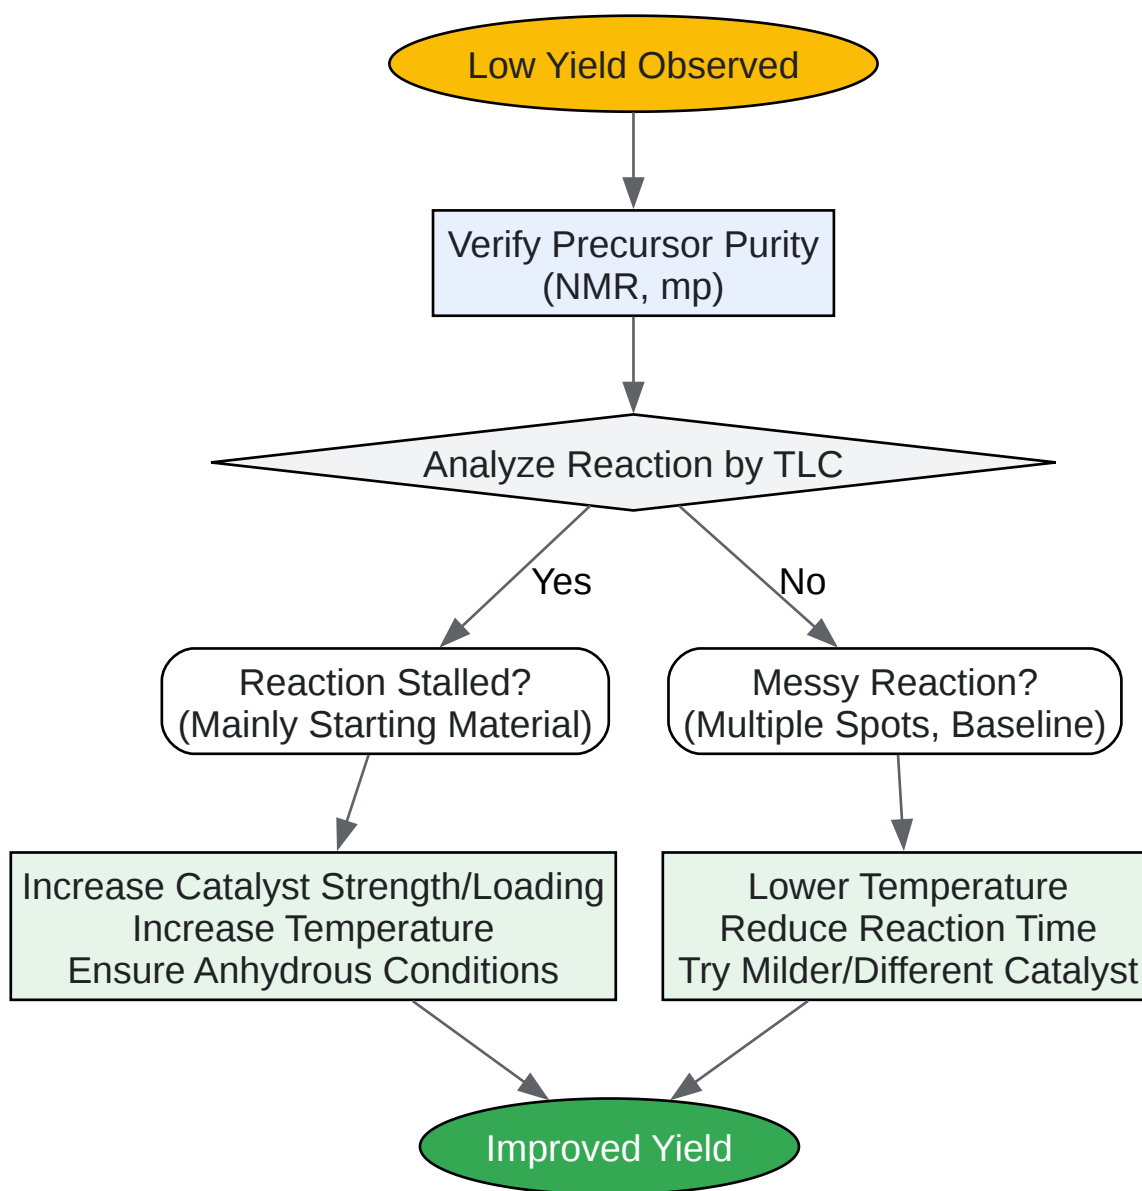 Low Yield Observed
Verify Precursor Purity
(NMR, mp)
Analyze Reaction by TLC
Yes
No
Reaction Stalled?
(Mainly Starting Material)
Messy Reaction?
(Multiple Spots, Baseline)
Increase Catalyst Strength/Loading
Increase Temperature
Ensure Anhydrous Conditions
Lower Temperature
Reduce Reaction Time
Try Milder/Different Catalyst
Improved Yield